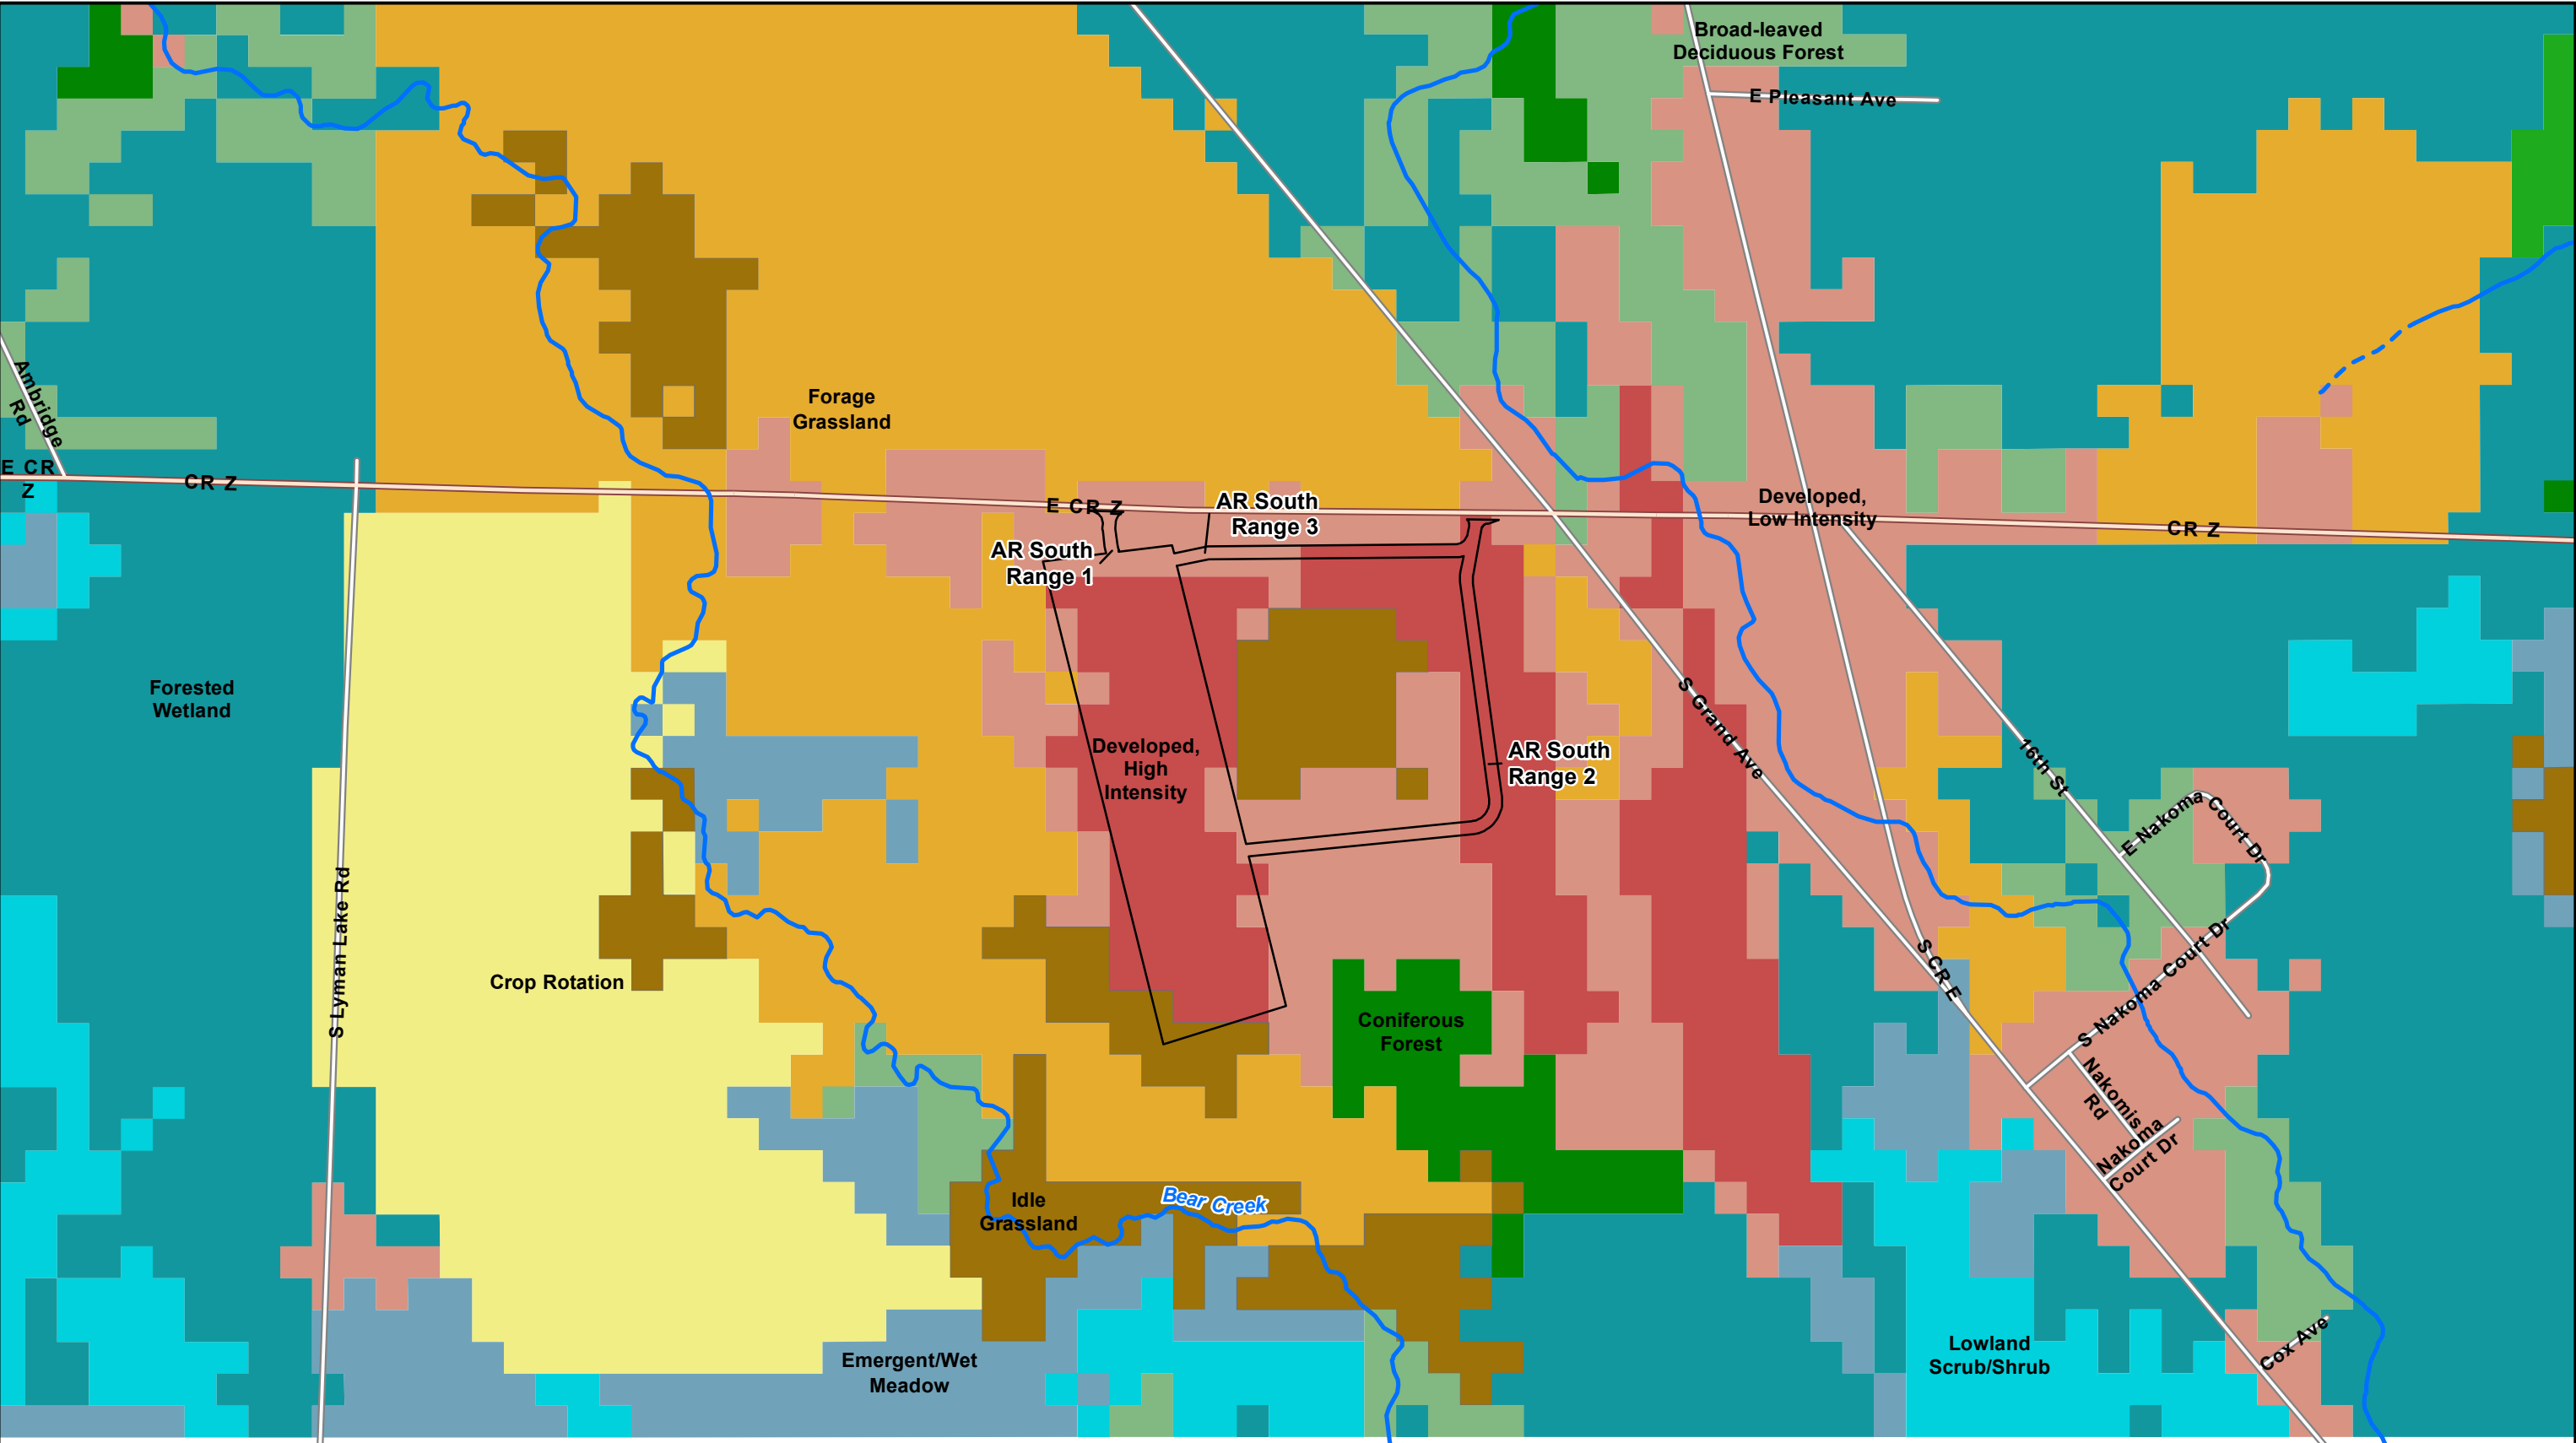 Broad-leaved
Deciduous Forest
E Pleasant Ave
Ambridge
Rd
Forage
Grassland
E CR
Z
CR Z
E CR Z
AR South
Range 3
Developed,
Low Intensity
CR Z
AR South
Range 1
Forested
Wetland
S Grand Ave
16th St
Developed,
High
Intensity
AR South
Range 2
E Nakoma Court Dr
S Lyman Lake Rd
Crop Rotation
S CR E
S Nakoma Court Dr
Coniferous
Forest
Nakomis
Rd
Nakoma
Court Dr
Idle
Grassland
Bear Creek
Emergent/Wet
Meadow
Lowland
Scrub/Shrub
Cox Ave